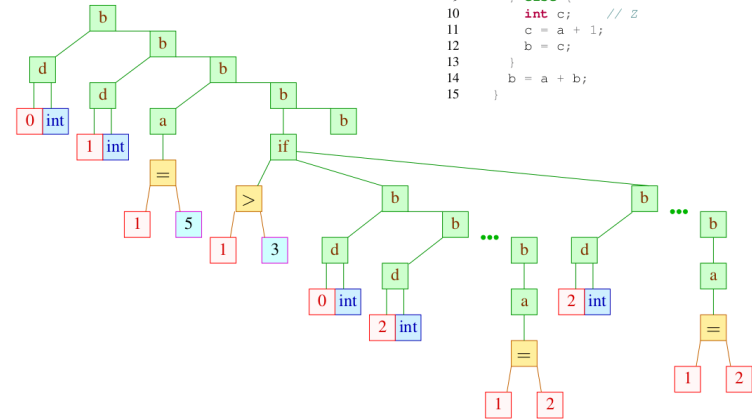 b
b
d b
d b
0 int a b
1 int if
=
> b b
1 5 b ... b b
1 3 d d
d a a
0 int 2 int
2 int =
=
1 2
1 2
10 int c; // Z
11 c = a + 1;
12 b = c;
13 }
14 b = a + b;
15 }